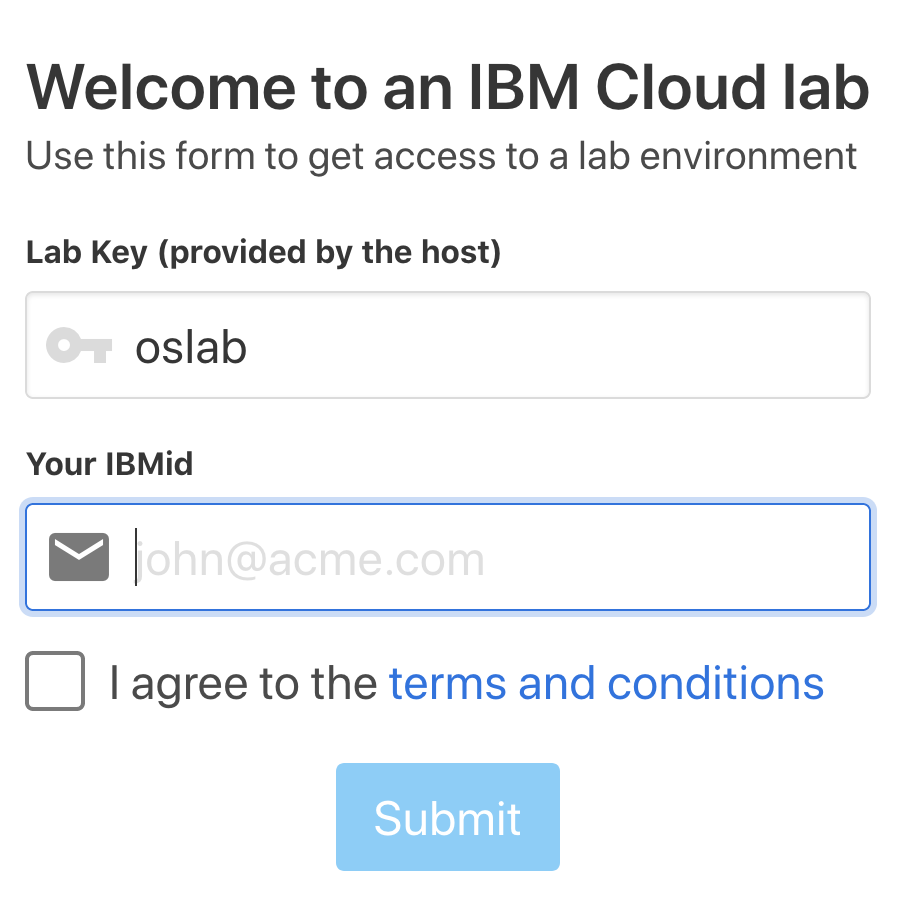 Welcome to an IBM Cloud lab
Use this form to get access to a lab environment
Lab Key (provided by the host)
oslab
Your IBMid
john@acme.com
I agree to the terms and conditions
Submit